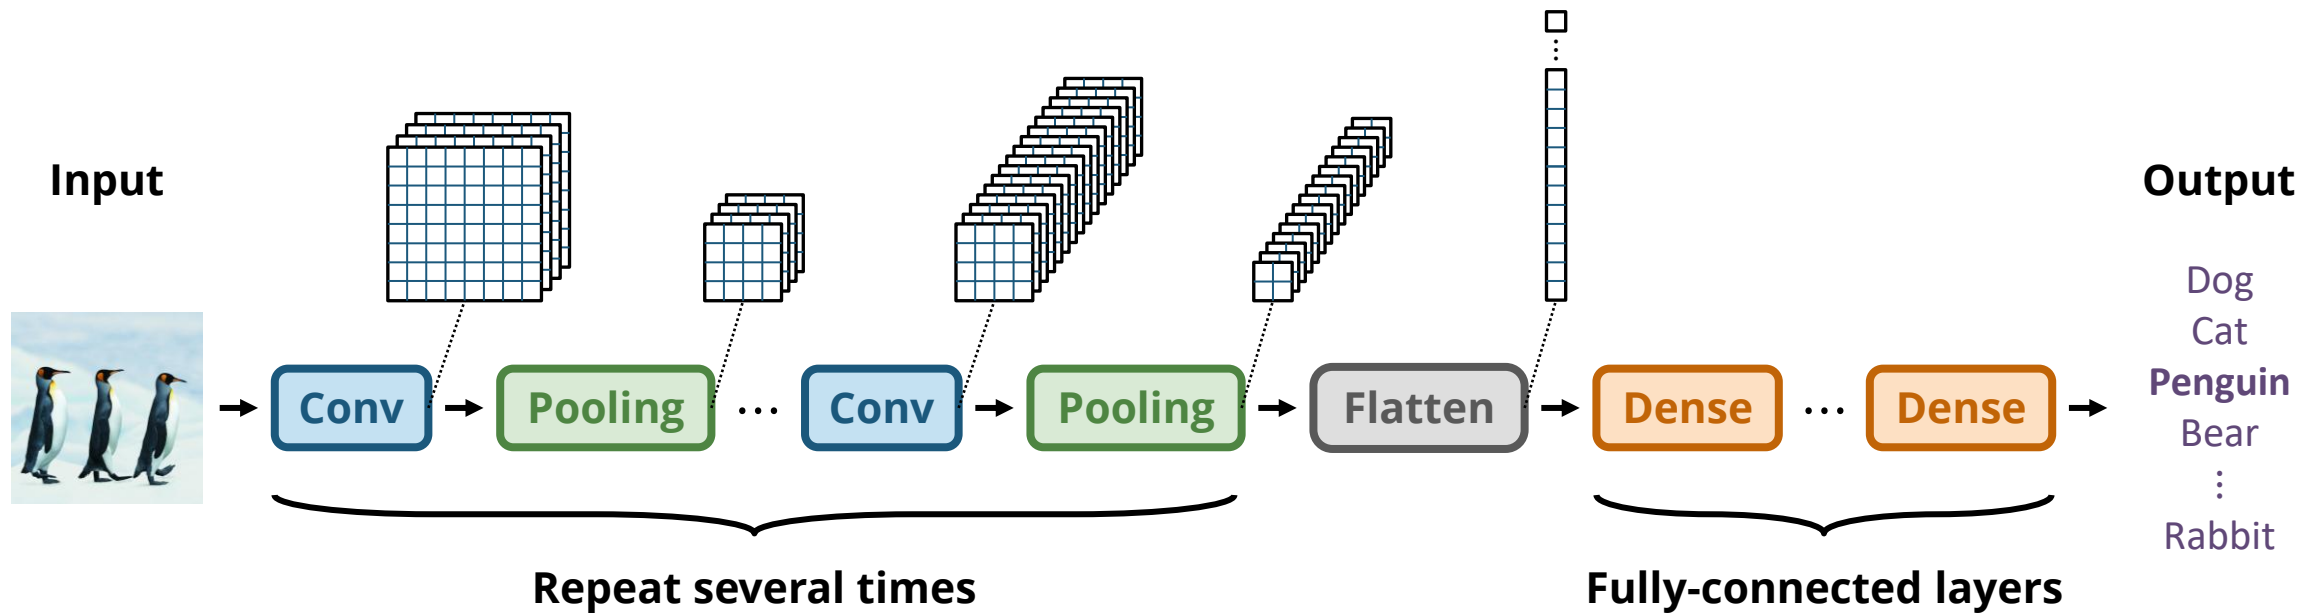 Input
Conv
Pooling
...
Conv
Pooling
Flatten
Dense
...
Dense
Repeat several times
Fully-connected layers
Output
Dog
Cat
Penguin
Bear
⋮
Rabbit